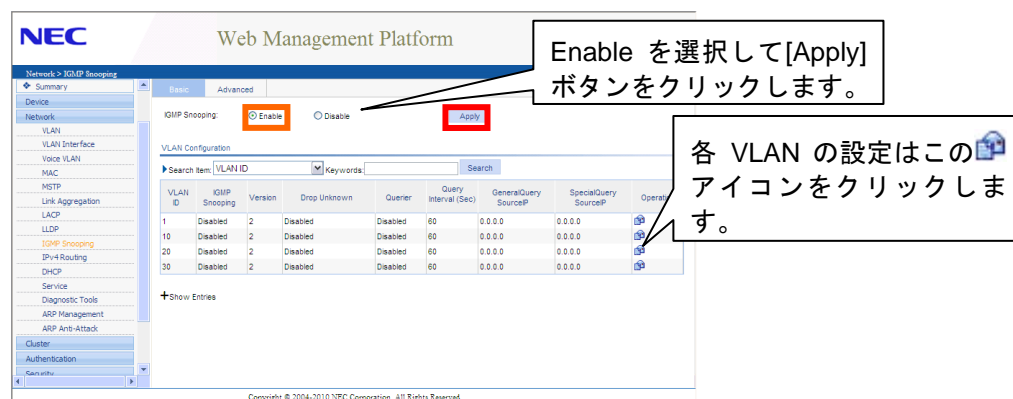 NEC
Web Management Platform
Enable を選択して[Apply]
ボタンをクリックします。
Network > IGMP Snooping
Summary
Device
Network
VLAN
VLAN Interface
Voice VLAN
MAC
MSTP
Link Aggregation
LACP
LLDP
IGMP Snooping
IPv4 Routing
DHCP
Service
Diagnostic Tools
ARP Management
ARP Anti-Attack
Cluster
Authentication
Security
Basic Advanced
IGMP Snooping: Enable Disable Apply
VLAN Configuration
Search Item: VLAN ID Keywords: Search
VLAN ID IGMP Snooping Version Drop Unknown Querier Query Interval (Sec) GeneralQuery SourceIP SpecialQuery SourceIP
1 Disabled 2 Disabled Disabled 60 0.0.0.0 0.0.0.0
10 Disabled 2 Disabled Disabled 60 0.0.0.0 0.0.0.0
20 Disabled 2 Disabled Disabled 60 0.0.0.0 0.0.0.0
30 Disabled 2 Disabled Disabled 60 0.0.0.0 0.0.0.0
+Show Entries
各 VLAN の設定はこの
アイコンをクリックしま
す。
Copyright © 2004-2010 NEC Corporation. All Rights Reserved.